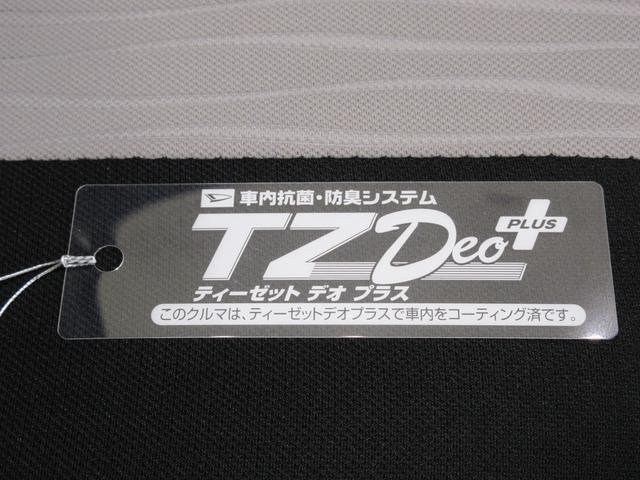 車内抗菌・防臭システム
TZDeo PLUS
ティーゼット デオ プラス
このクルマは、ティーゼットデオプラスで車内をコーティング済です。